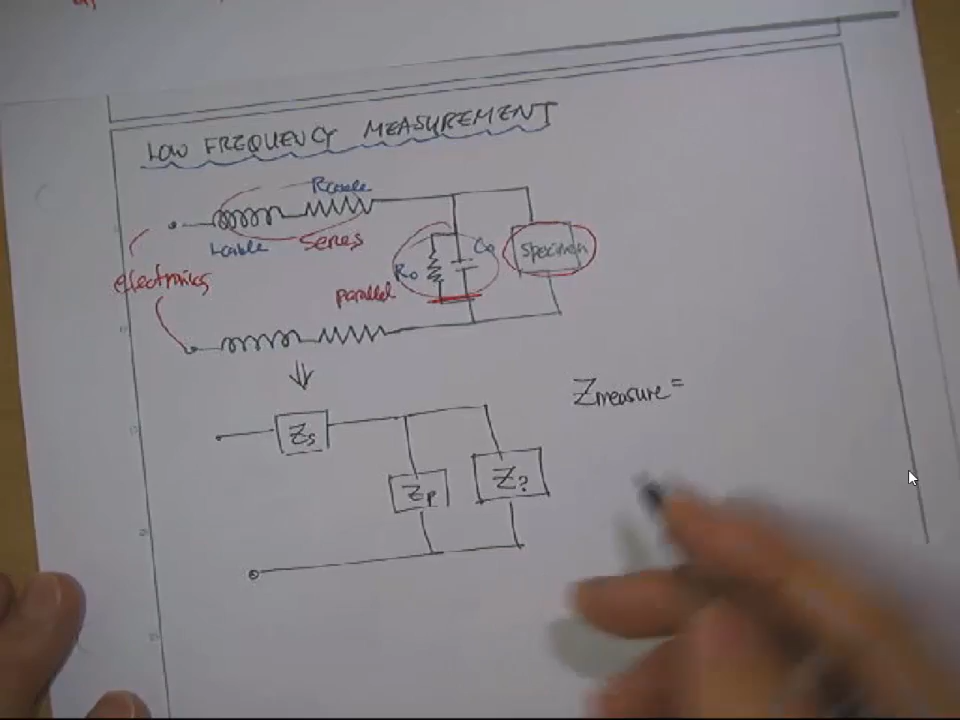 LOW FREQUENCY MEASUREMENT
Rcable
Lcable
Series
electronics
Ro
Co
Specimen
parallel
Zs
Zp
Z?
Zmeasure=